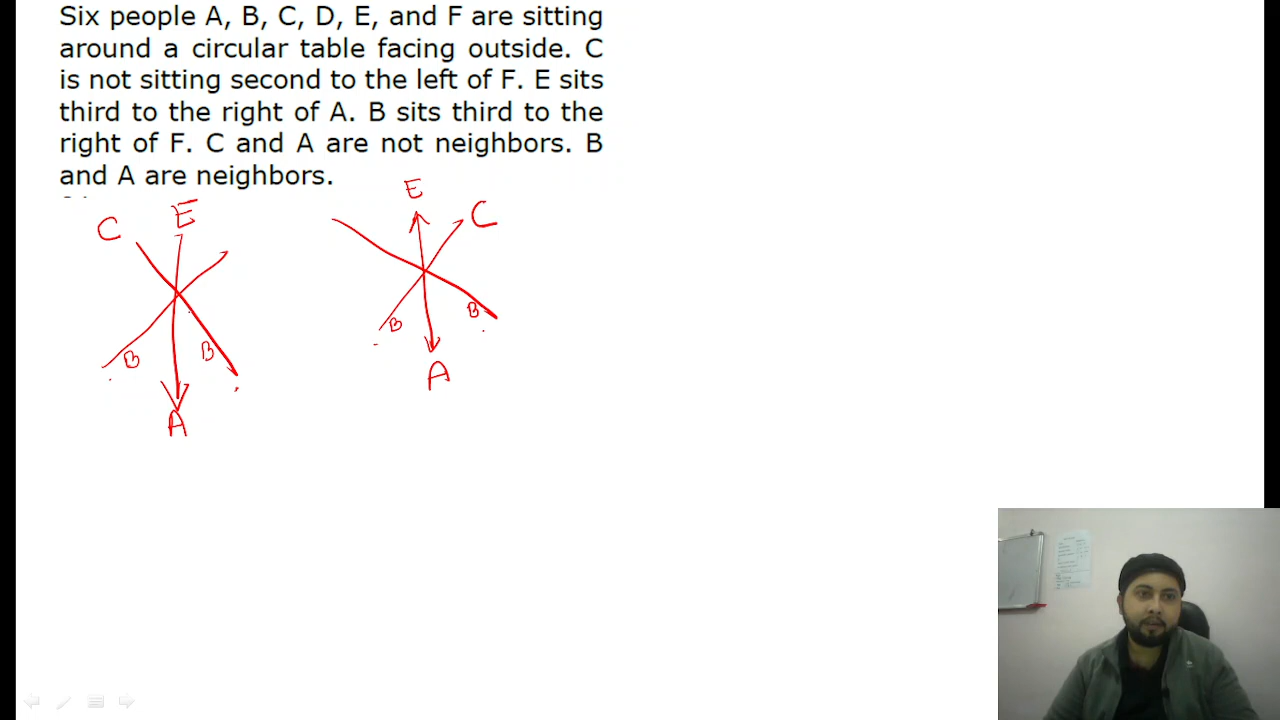 Six people A, B, C, D, E, and F are sitting
around a circular table facing outside. C
is not sitting second to the left of F. E sits
third to the right of A. B sits third to the
right of F. C and A are not neighbors. B
and A are neighbors.
C E
B B
A
E
C
B B
A